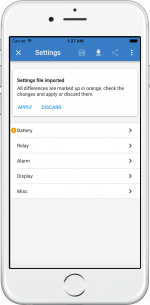 Carrier
1:27 AM
Settings
Settings file imported
All differences are marked up in orange, check the
changes and apply or discard them.
APPLY DISCARD
Battery
Relay
Alarm
Display
Misc